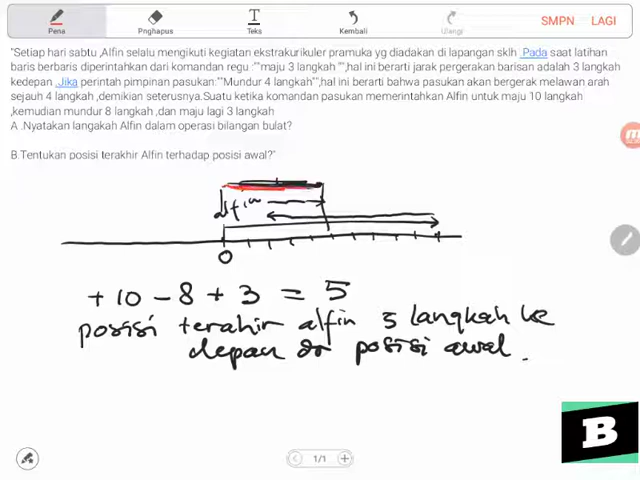 Pena Penghapus Teks Kembali Ulangi SMPN LAGI
"Setiap hari sabtu ,Alfin selalu mengikuti kegiatan ekstrakurikuler pramuka yg diadakan di lapangan sklh .Pada saat latihan
baris berbaris diperintahkan dari komandan regu :""maju 3 langkah "",hal ini berarti jarak pergerakan barisan adalah 3 langkah
kedepan .Jika perintah pimpinan pasukan:""Mundur 4 langkah"",hal ini berarti bahwa pasukan akan bergerak melawan arah
sejauh 4 langkah ,demikian seterusnya.Suatu ketika komandan pasukan memerintahkan Alfin untuk maju 10 langkah
,kemudian mundur 8 langkah ,dan maju lagi 3 langkah
A .Nyatakan langakah Alfin dalam operasi bilangan bulat?
B.Tentukan posisi terakhir Alfin terhadap posisi awal?"
alfin
0
+10 - 8 + 3 = 5
posisi terahir alfin 5 langkah ke
depan dr posisi awal .
1/1
B